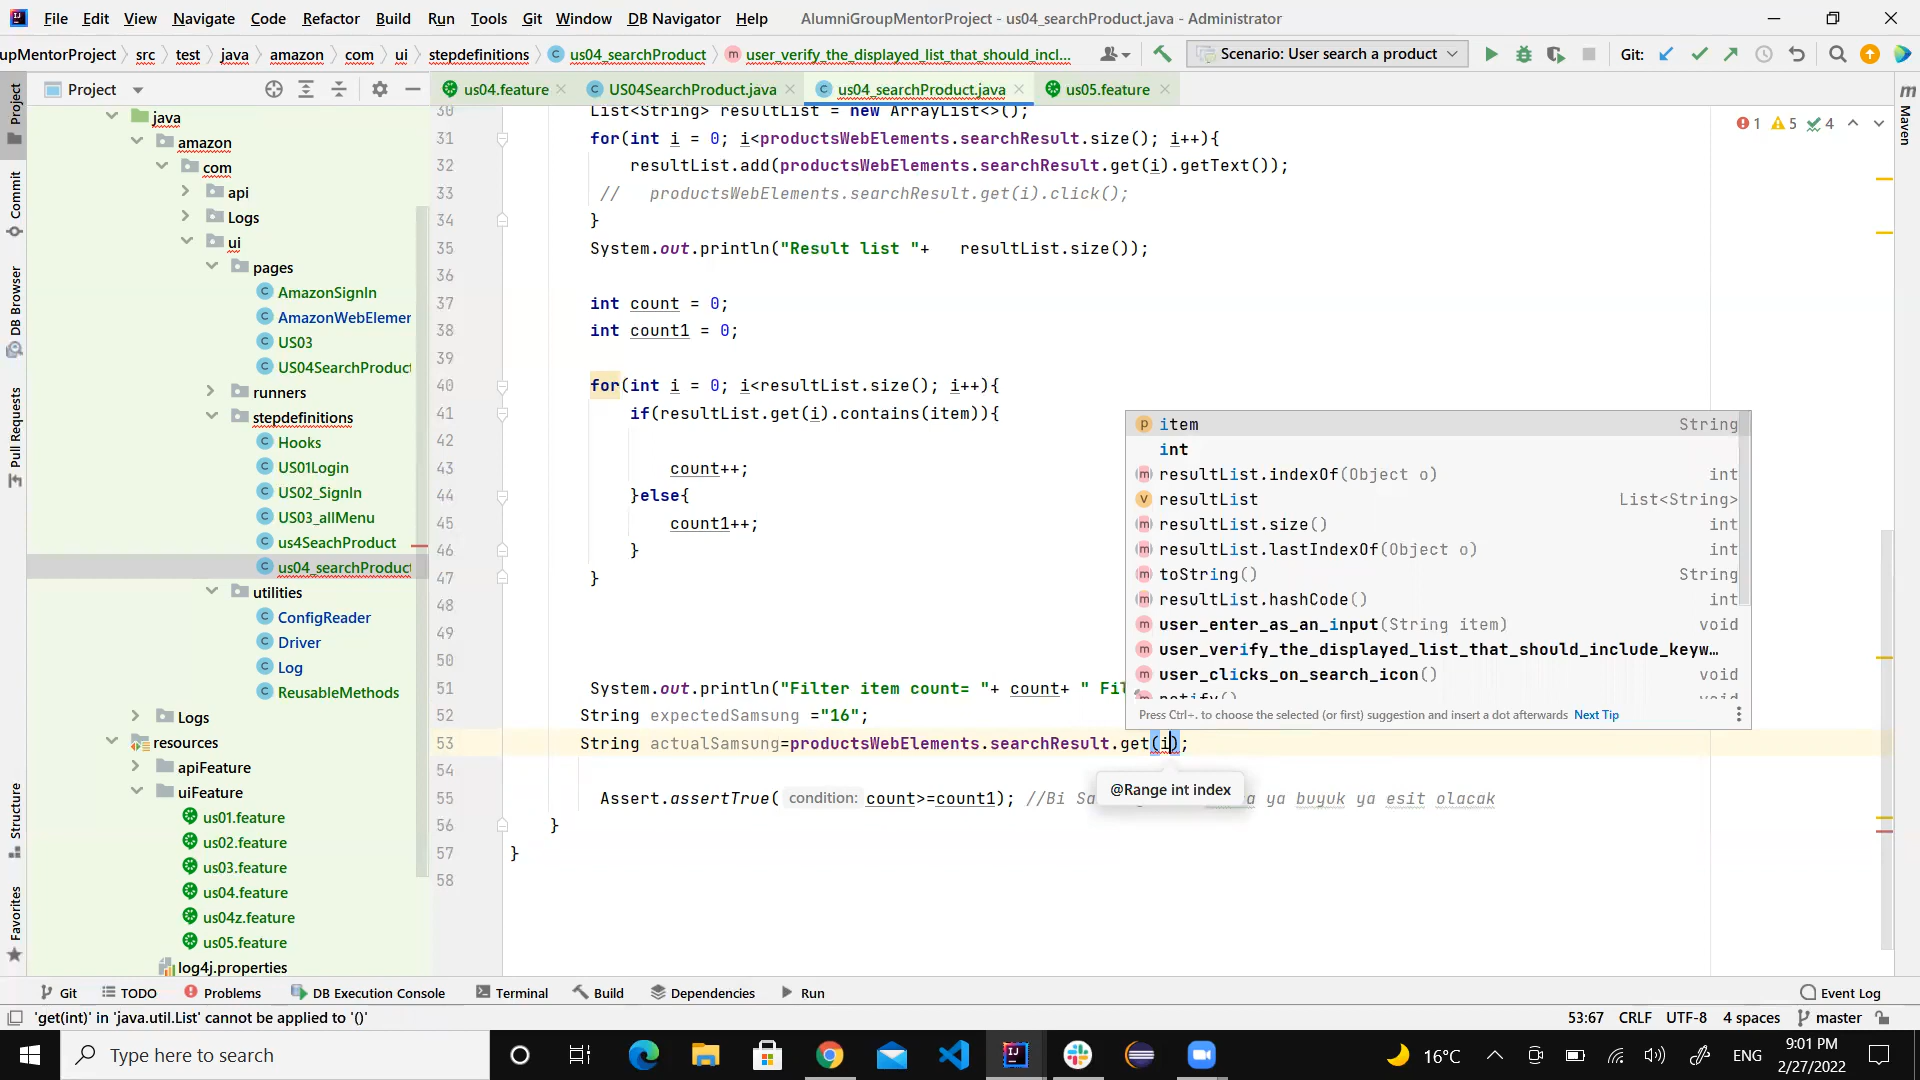 File Edit View Navigate Code Refactor Build Run Tools Git Window DB Navigator Help AlumniGroupMentorProject - us04_searchProduct.java - Administrator
upMentorProject src test java amazon com ui stepdefinitions us04_searchProduct user_verify_the_displayed_list_that_should_incl... Scenario: User search a product Git:
Project us04.feature US04SearchProduct.java us04_searchProduct.java us05.feature
Project
Commit
DB Browser
Pull Requests
Structure
Favorites
java
amazon
com
api
Logs
ui
pages
AmazonSignIn
AmazonWebElemer
US03
US04SearchProduct
runners
stepdefinitions
Hooks
US01Login
US02_SignIn
US03_allMenu
us4SeachProduct
us04_searchProduct
utilities
ConfigReader
Driver
Log
ReusableMethods
Logs
resources
apiFeature
uiFeature
us01.feature
us02.feature
us03.feature
us04.feature
us04z.feature
us05.feature
log4j.properties
1 5 4
30 List<String> resultList = new ArrayList<>();
31 for(int i = 0; i<productsWebElements.searchResult.size(); i++){
32 resultList.add(productsWebElements.searchResult.get(i).getText());
33 // productsWebElements.searchResult.get(i).click();
34 }
35 System.out.println("Result list "+ resultList.size());
36
37 int count = 0;
38 int count1 = 0;
39
40 for(int i = 0; i<resultList.size(); i++){
41 if(resultList.get(i).contains(item)){
42
43 count++;
44 }else{
45 count1++;
46 }
47 }
48
49
50
51 System.out.println("Filter item count= "+ count+ " Fil
52 String expectedSamsung ="16";
53 String actualSamsung=productsWebElements.searchResult.get(i);
54
55 Assert.assertTrue( condition: count>=count1); //Bi Sa ya buyuk ya esit olacak
56 }
57 }
58
item String
int
resultList.indexOf(Object o) int
resultList List<String>
resultList.size() int
resultList.lastIndexOf(Object o) int
toString() String
resultList.hashCode() int
user_enter_as_an_input(String item) void
user_verify_the_displayed_list_that_should_include_keyw…
user_clicks_on_search_icon() void
notify() void
Press Ctrl+. to choose the selected (or first) suggestion and insert a dot afterwards Next Tip
@Range int index
m Maven
Git TODO Problems DB Execution Console Terminal Build Dependencies Run Event Log
'get(int)' in 'java.util.List' cannot be applied to '()' 53:67 CRLF UTF-8 4 spaces master
Type here to search 16°C ENG 9:01 PM
2/27/2022